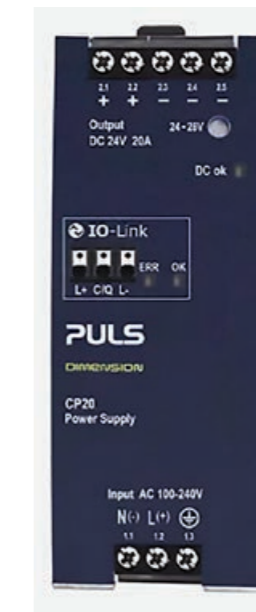 2.1 2.2 2.3 2.4 2.5
+ + - - -
Output 24-28V
DC 24V 20A
DC ok
IO-Link
ERR OK
L+ C/Q L-
PULS
DIMENSION
CP20
Power Supply
Input AC 100-240V
N(-) L(+)
1.1 1.2 1.3